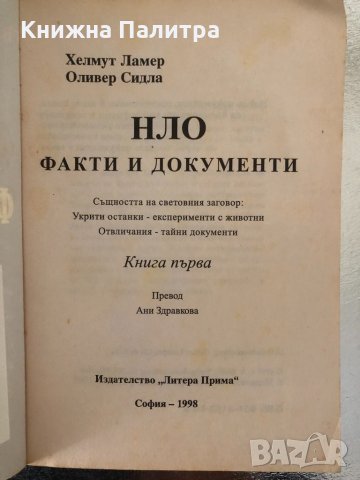 Книжна Палитра
Хелмут Ламер
Оливер Сидла
НЛО
ФАКТИ И ДОКУМЕНТИ
Същността на световния заговор:
Укрити останки - експерименти с животни
Отвличания - тайни документи
Книга първа
Превод
Ани Здравкова
Издателство „Литера Прима"
София – 1998
BAZAR